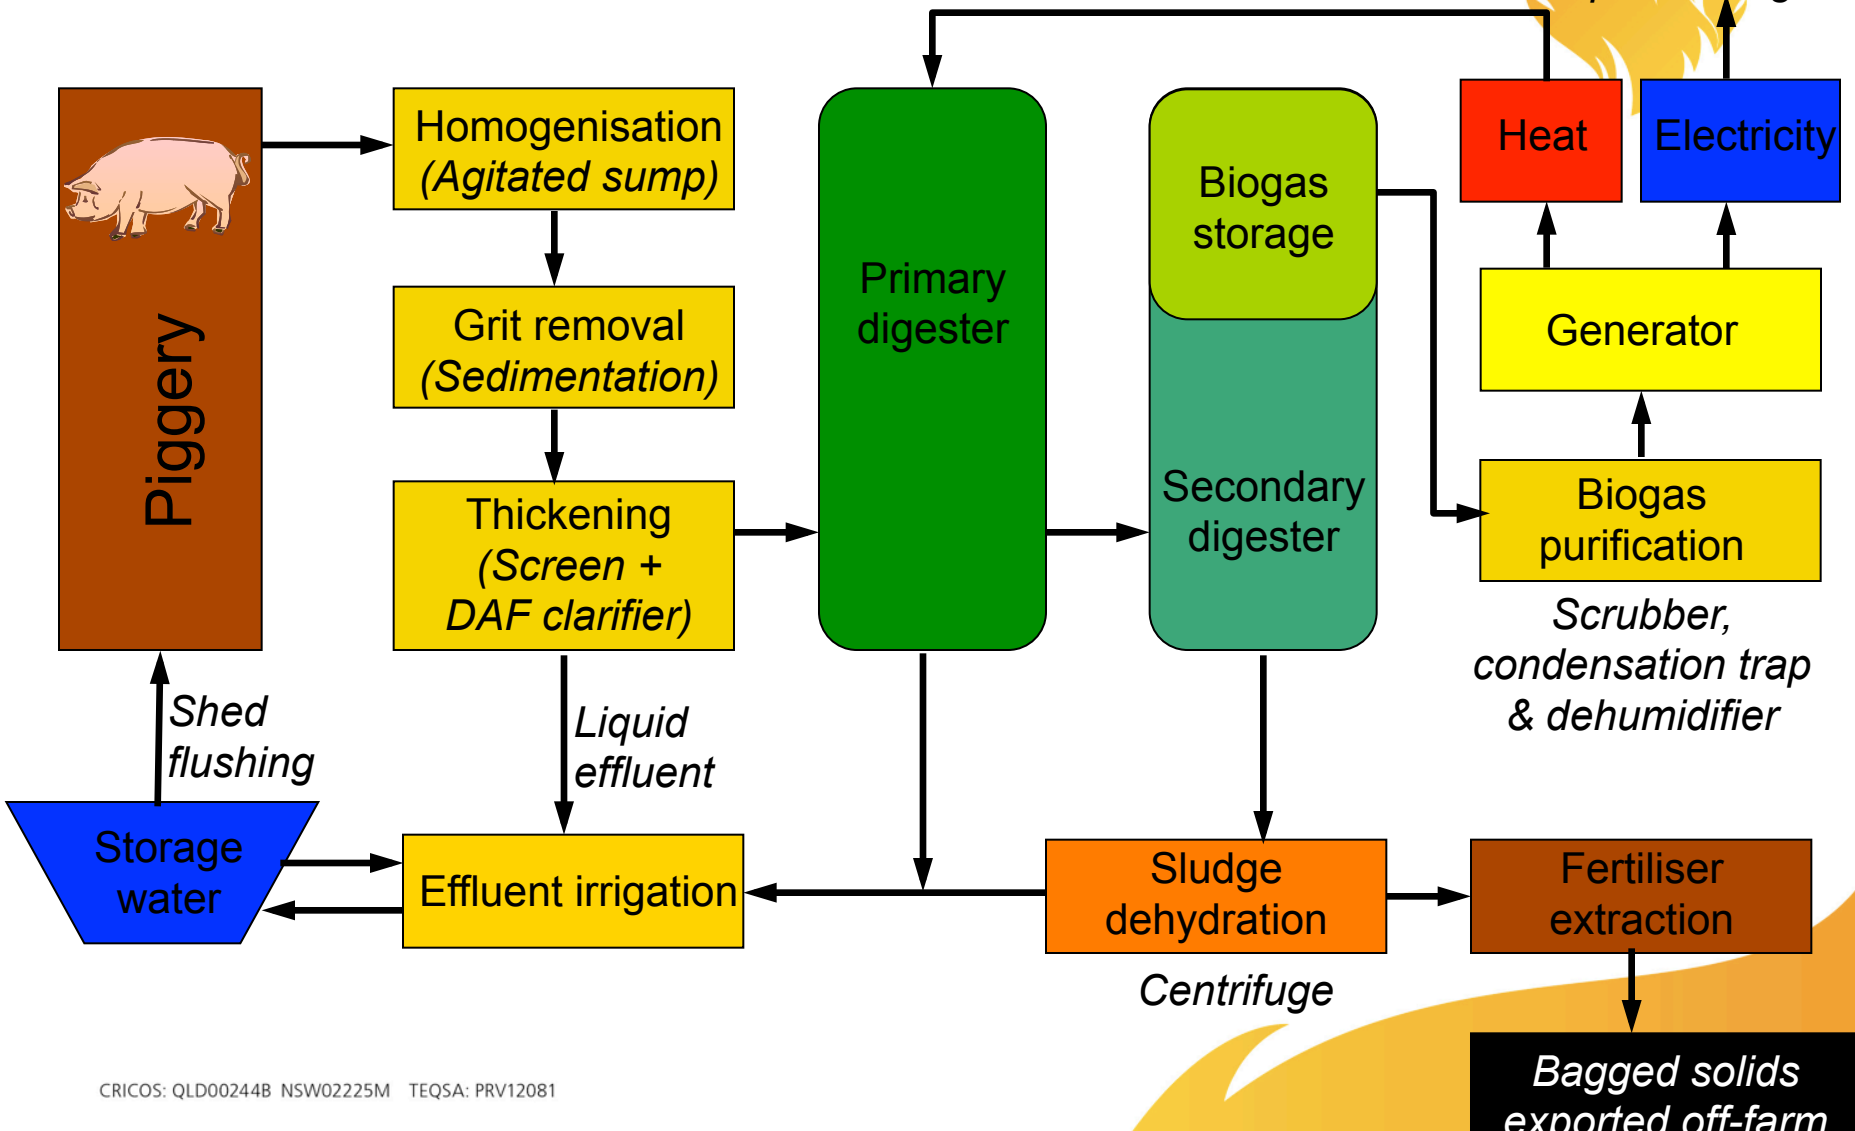 Homogenisation
(Agitated sump)
Grit removal
(Sedimentation)
Thickening
(Screen +
DAF clarifier)
Piggery
Shed
flushing
Liquid
effluent
Storage
water
Effluent irrigation
Primary
digester
Biogas
storage
Secondary
digester
Heat
Electricity
Generator
Biogas
purification
Scrubber,
condensation trap
& dehumidifier
Sludge
dehydration
Centrifuge
Fertiliser
extraction
Bagged solids
exported off-farm
CRICOS: QLD00244B NSW02225M TEQSA: PRV12081